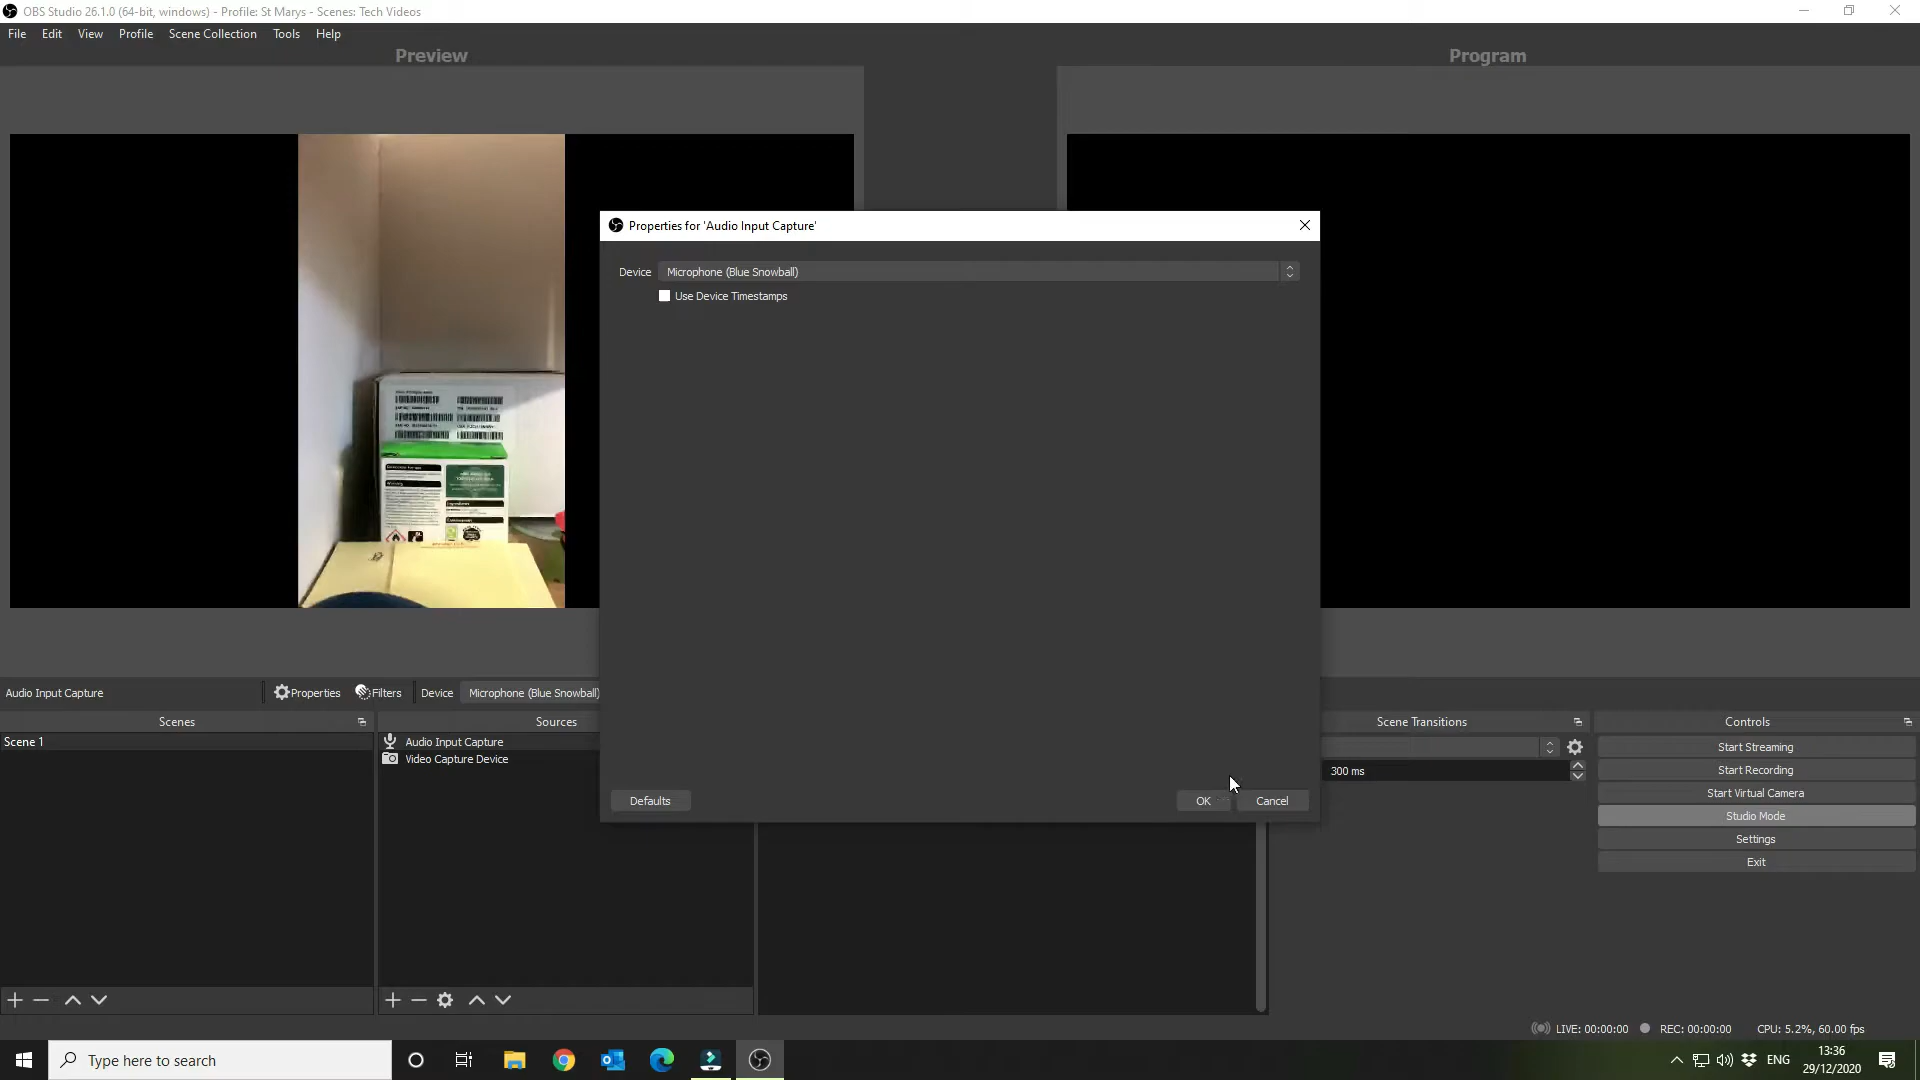 OBS Studio 26.1.0 (64-bit, windows) - Profile: St Marys - Scenes: Tech Videos
File Edit View Profile Scene Collection Tools Help
Preview
Program
Properties for 'Audio Input Capture'
Device Microphone (Blue Snowball)
Use Device Timestamps
Defaults
OK
Cancel
Audio Input Capture
Properties
Filters
Device
Microphone (Blue Snowball)
Scenes
Scene 1
Sources
Audio Input Capture
Video Capture Device
Scene Transitions
300 ms
Controls
Start Streaming
Start Recording
Start Virtual Camera
Studio Mode
Settings
Exit
LIVE: 00:00:00
REC: 00:00:00
CPU: 5.2%, 60.00 fps
Type here to search
ENG
13:36
29/12/2020